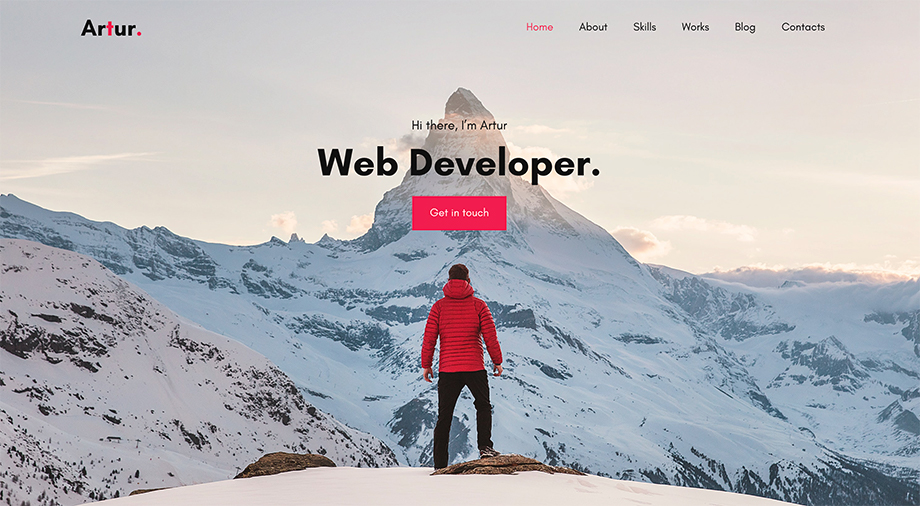 Artur.
Home About Skills Works Blog Contacts
Hi there, I'm Artur
Web Developer.
Get in touch